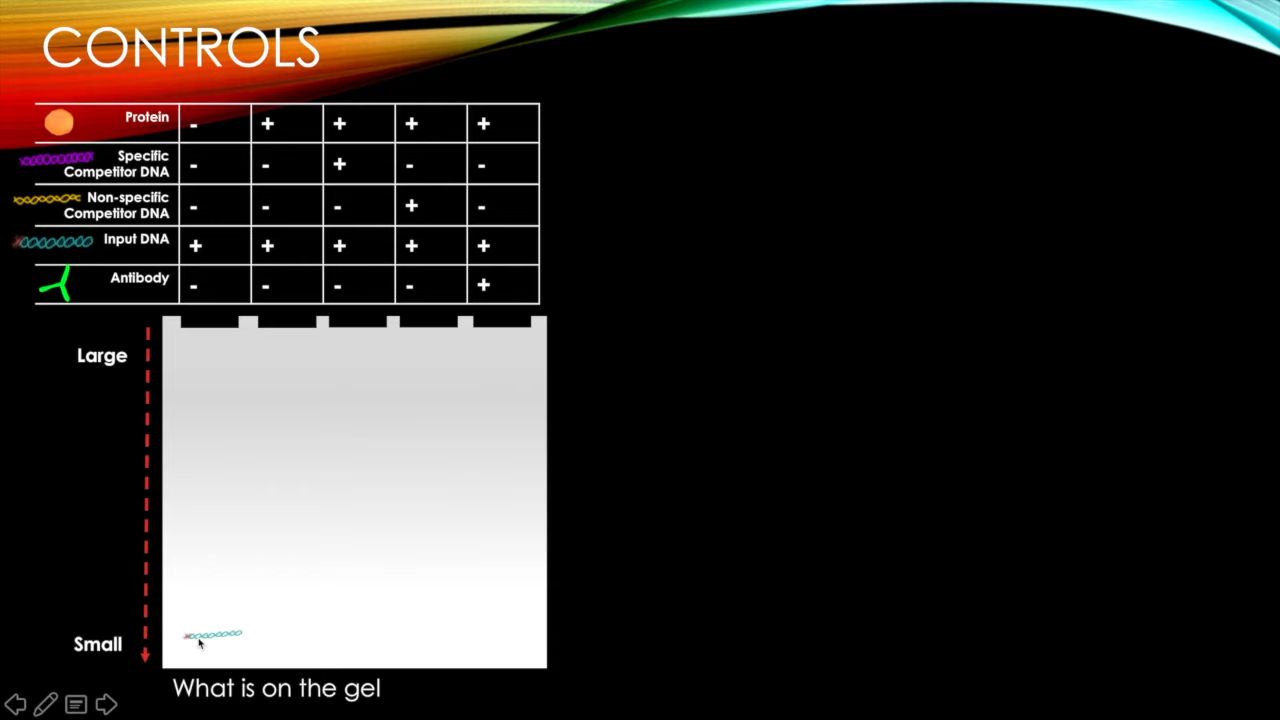 CONTROLS
Protein - + + + +
Specific
Competitor DNA - - + - -
Non-specific
Competitor DNA - - - + -
Input DNA + + + + +
Antibody - - - - +
Large
Small
What is on the gel